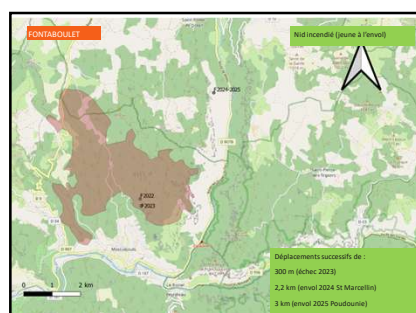 FONTABOULET
Nid incendié (jeune à l'envol)
2024-2025
2022
2023
Déplacements successifs de :
300 m (échec 2023)
2,2 km (envol 2024 St Marcellin)
3 km (envol 2025 Poudounie)
0 1 2 km